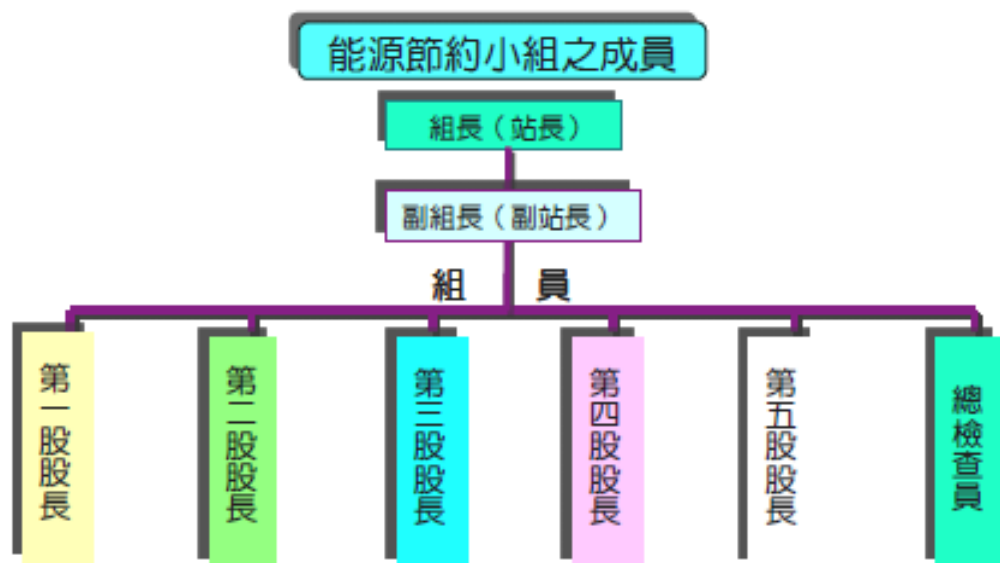 能源節約小組之成員
組長（站長）
副組長（副站長）
組員
第一股股長
第二股股長
第三股股長
第四股股長
第五股股長
總檢查員